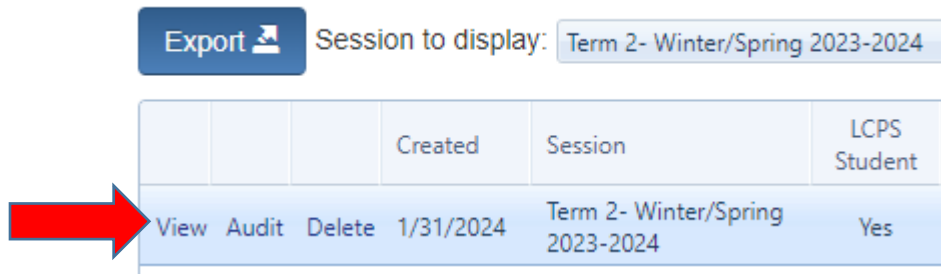 Export Session to display: Term 2- Winter/Spring 2023-2024
Created Session LCPS Student
View Audit Delete 1/31/2024 Term 2- Winter/Spring 2023-2024 Yes